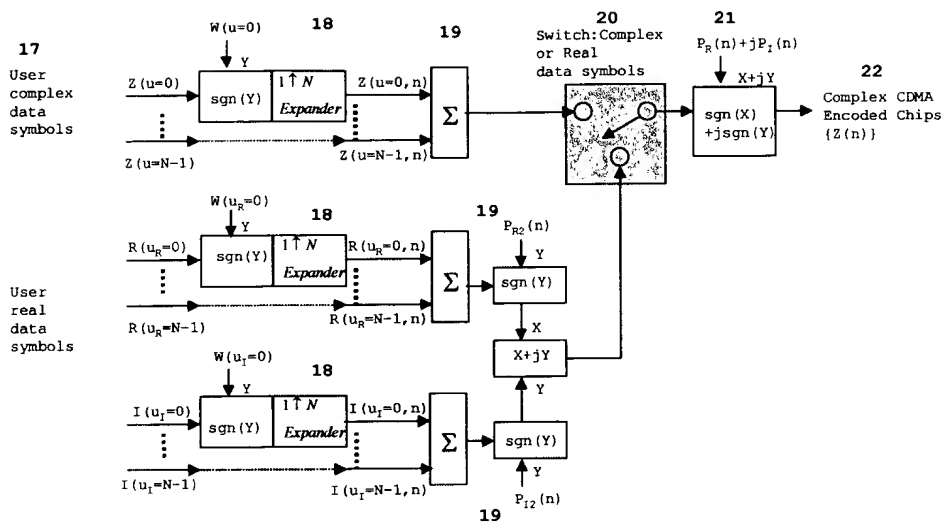 17
User
complex
data
symbols
W(u=0)
18
Y
Z(u=0)
sgn(Y)
1↑N
Expander
Z(u=0,n)
Z(u=N-1)
Z(u=N-1,n)
19
Σ
20
Switch:Complex
or Real
data symbols
21
P_R(n)+jP_I(n)
X+jY
sgn(X)
+jsgn(Y)
22
Complex CDMA
Encoded Chips
{Z(n)}
User
real
data
symbols
W(u_R=0)
18
Y
R(u_R=0)
sgn(Y)
1↑N
Expander
R(u_R=0,n)
R(u_R=N-1)
R(u_R=N-1,n)
19
Σ
P_R2(n)
Y
sgn(Y)
X
X+jY
Y
W(u_I=0)
18
Y
I(u_I=0)
sgn(Y)
1↑N
Expander
I(u_I=0,n)
I(u_I=N-1)
I(u_I=N-1,n)
Σ
sgn(Y)
Y
P_I2(n)
19